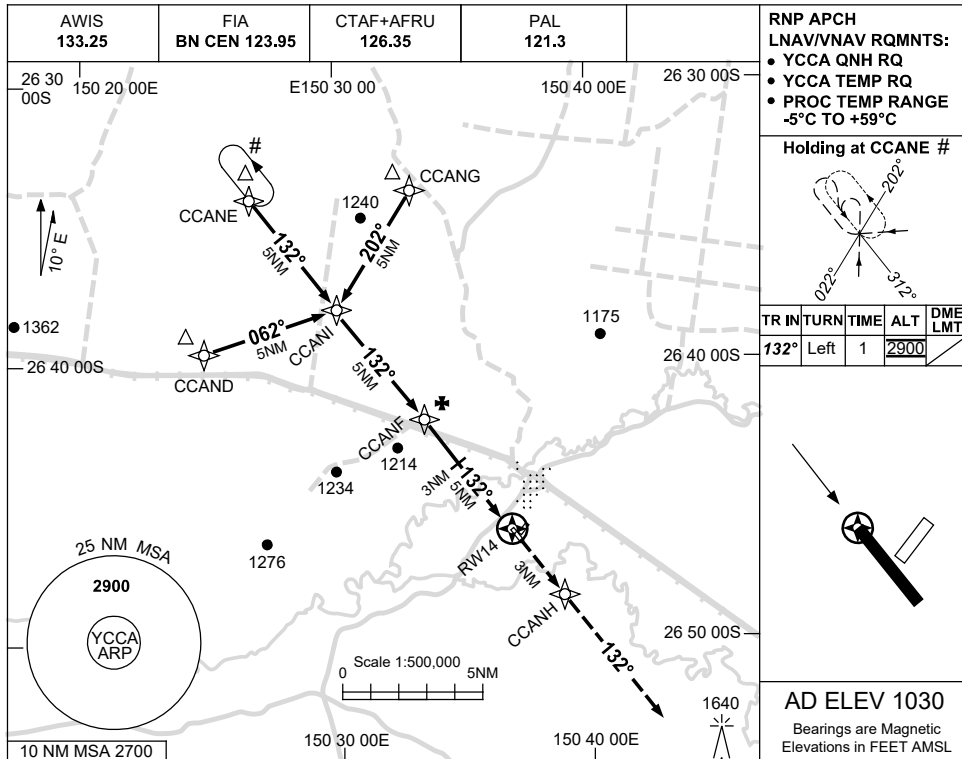 AWIS
133.25
FIA
BN CEN 123.95
CTAF+AFRU
126.35
PAL
121.3
26 30
00S
150 20 00E
E150 30 00
150 40 00E
26 30 00S
#
CCANE
CCANG
1240
132°
5NM
202°
5NM
10° E
1362
062°
5NM
CCANI
CCAND
26 40 00S
1175
26 40 00S
132°
5NM
CCANF
1214
1234
1276
3NM
132°
5NM
RW14
3NM
CCANH
132°
26 50 00S
25 NM MSA
2900
YCCA
ARP
10 NM MSA 2700
Scale 1:500,000
0
5NM
150 30 00E
150 40 00E
1640
RNP APCH
LNAV/VNAV RQMNTS:
• YCCA QNH RQ
• YCCA TEMP RQ
• PROC TEMP RANGE
-5°C TO +59°C
Holding at CCANE #
202°
022°
312°
TR IN TURN TIME ALT DME LMT
132° Left 1 2900
AD ELEV 1030
Bearings are Magnetic
Elevations in FEET AMSL